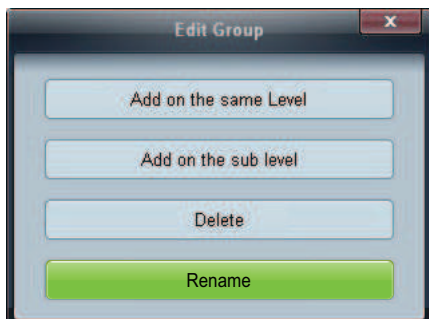 Edit Group
x
Add on the same Level
Add on the sub level
Delete
Rename